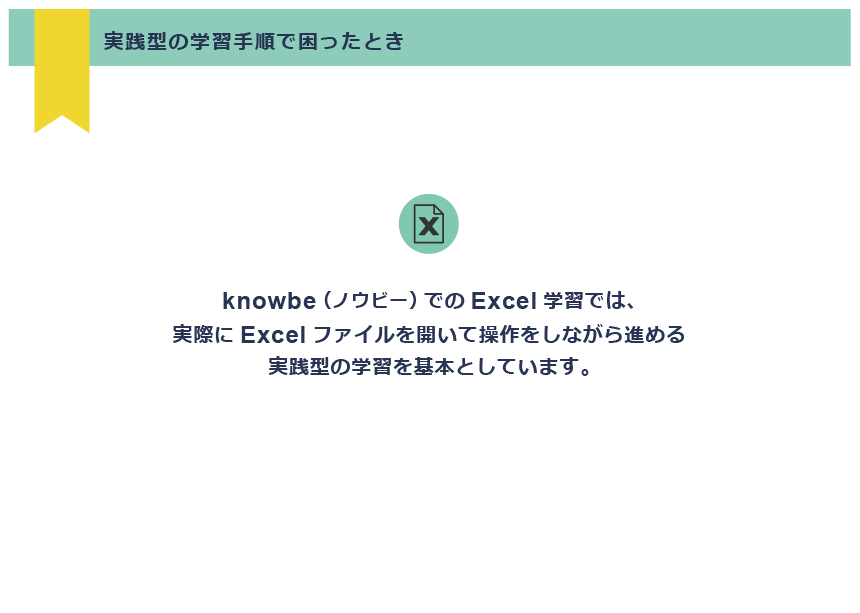 実践型の学習手順で困ったとき
knowbe（ノウビー）での Excel 学習では、
実際に Excel ファイルを開いて操作をしながら進める
実践型の学習を基本としています。